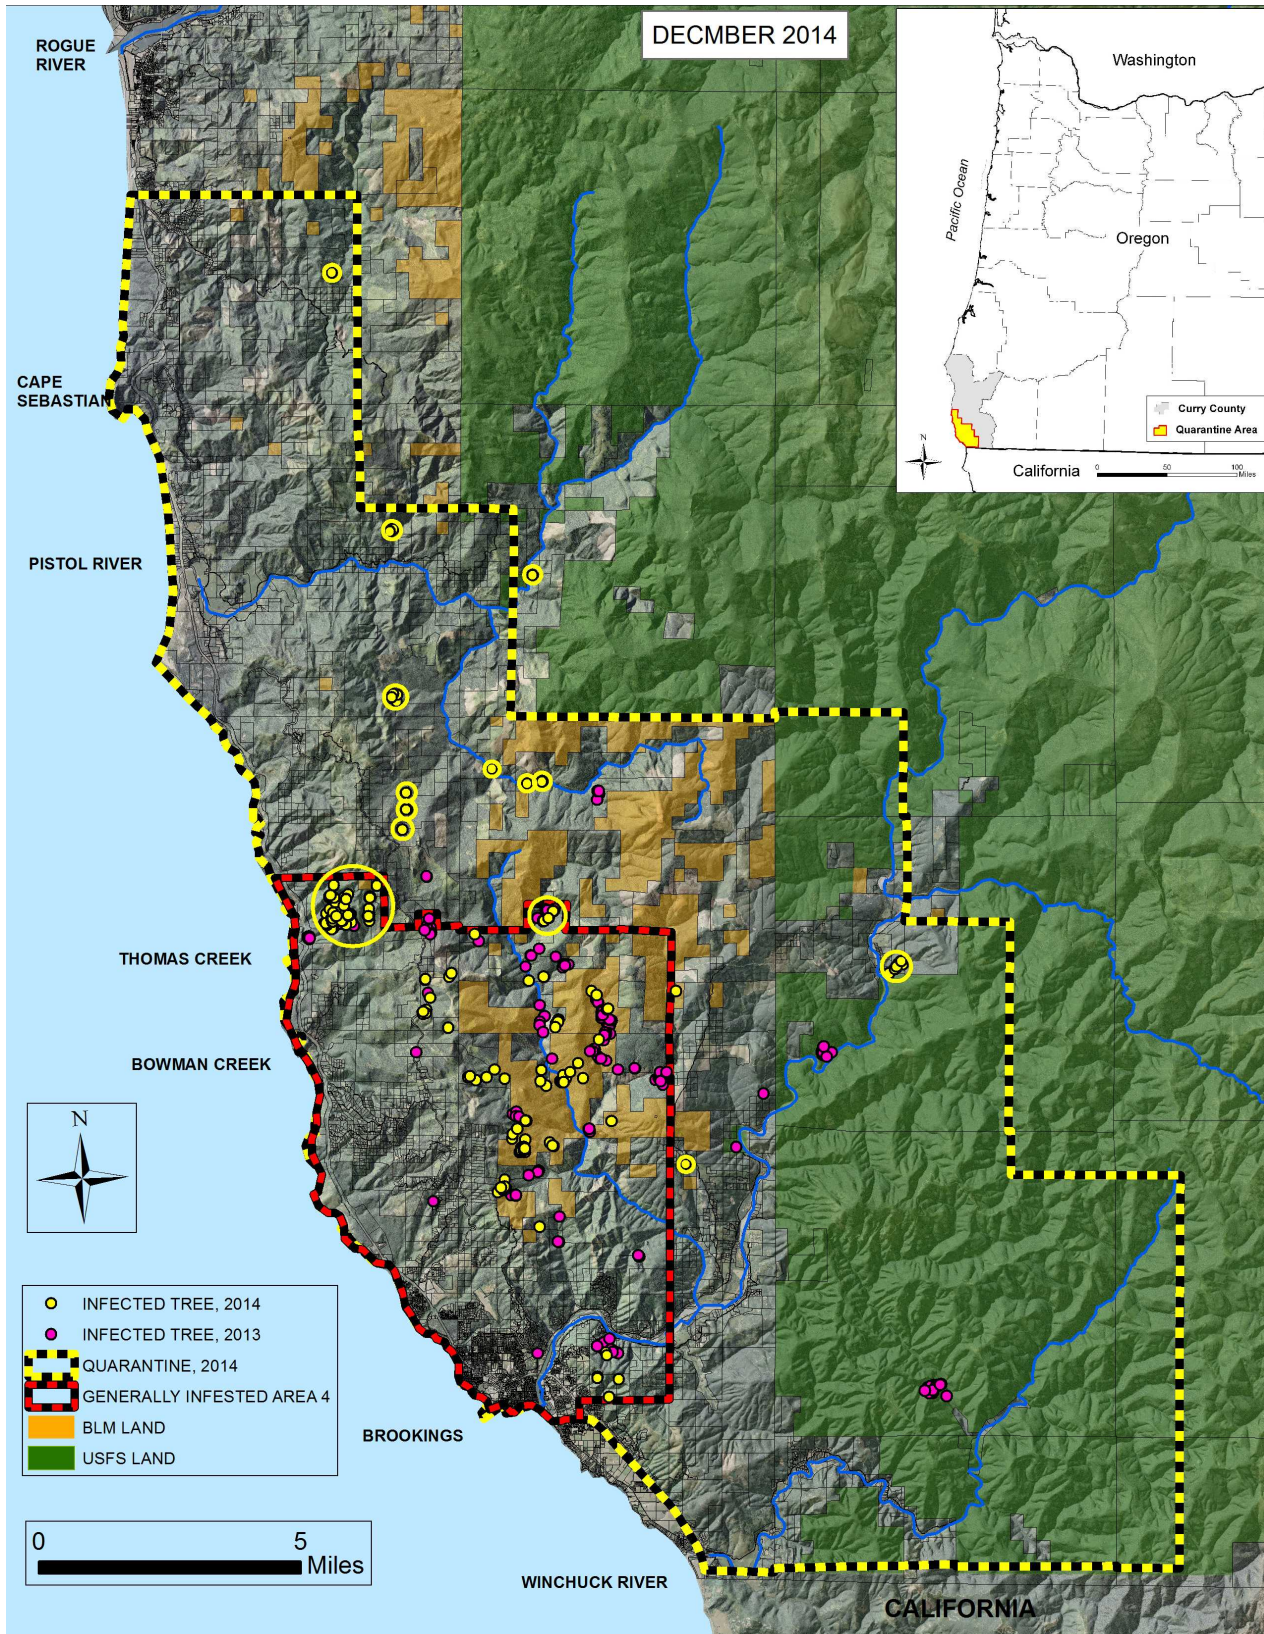 DECMBER 2014
ROGUE
RIVER
CAPE
SEBASTIAN
PISTOL RIVER
THOMAS CREEK
BOWMAN CREEK
BROOKINGS
WINCHUCK RIVER
CALIFORNIA
Washington
Pacific Ocean
Oregon
California
Curry County
Quarantine Area
N
0 50 100
Miles
N
INFECTED TREE, 2014
INFECTED TREE, 2013
QUARANTINE, 2014
GENERALLY INFESTED AREA 4
BLM LAND
USFS LAND
0 5
Miles